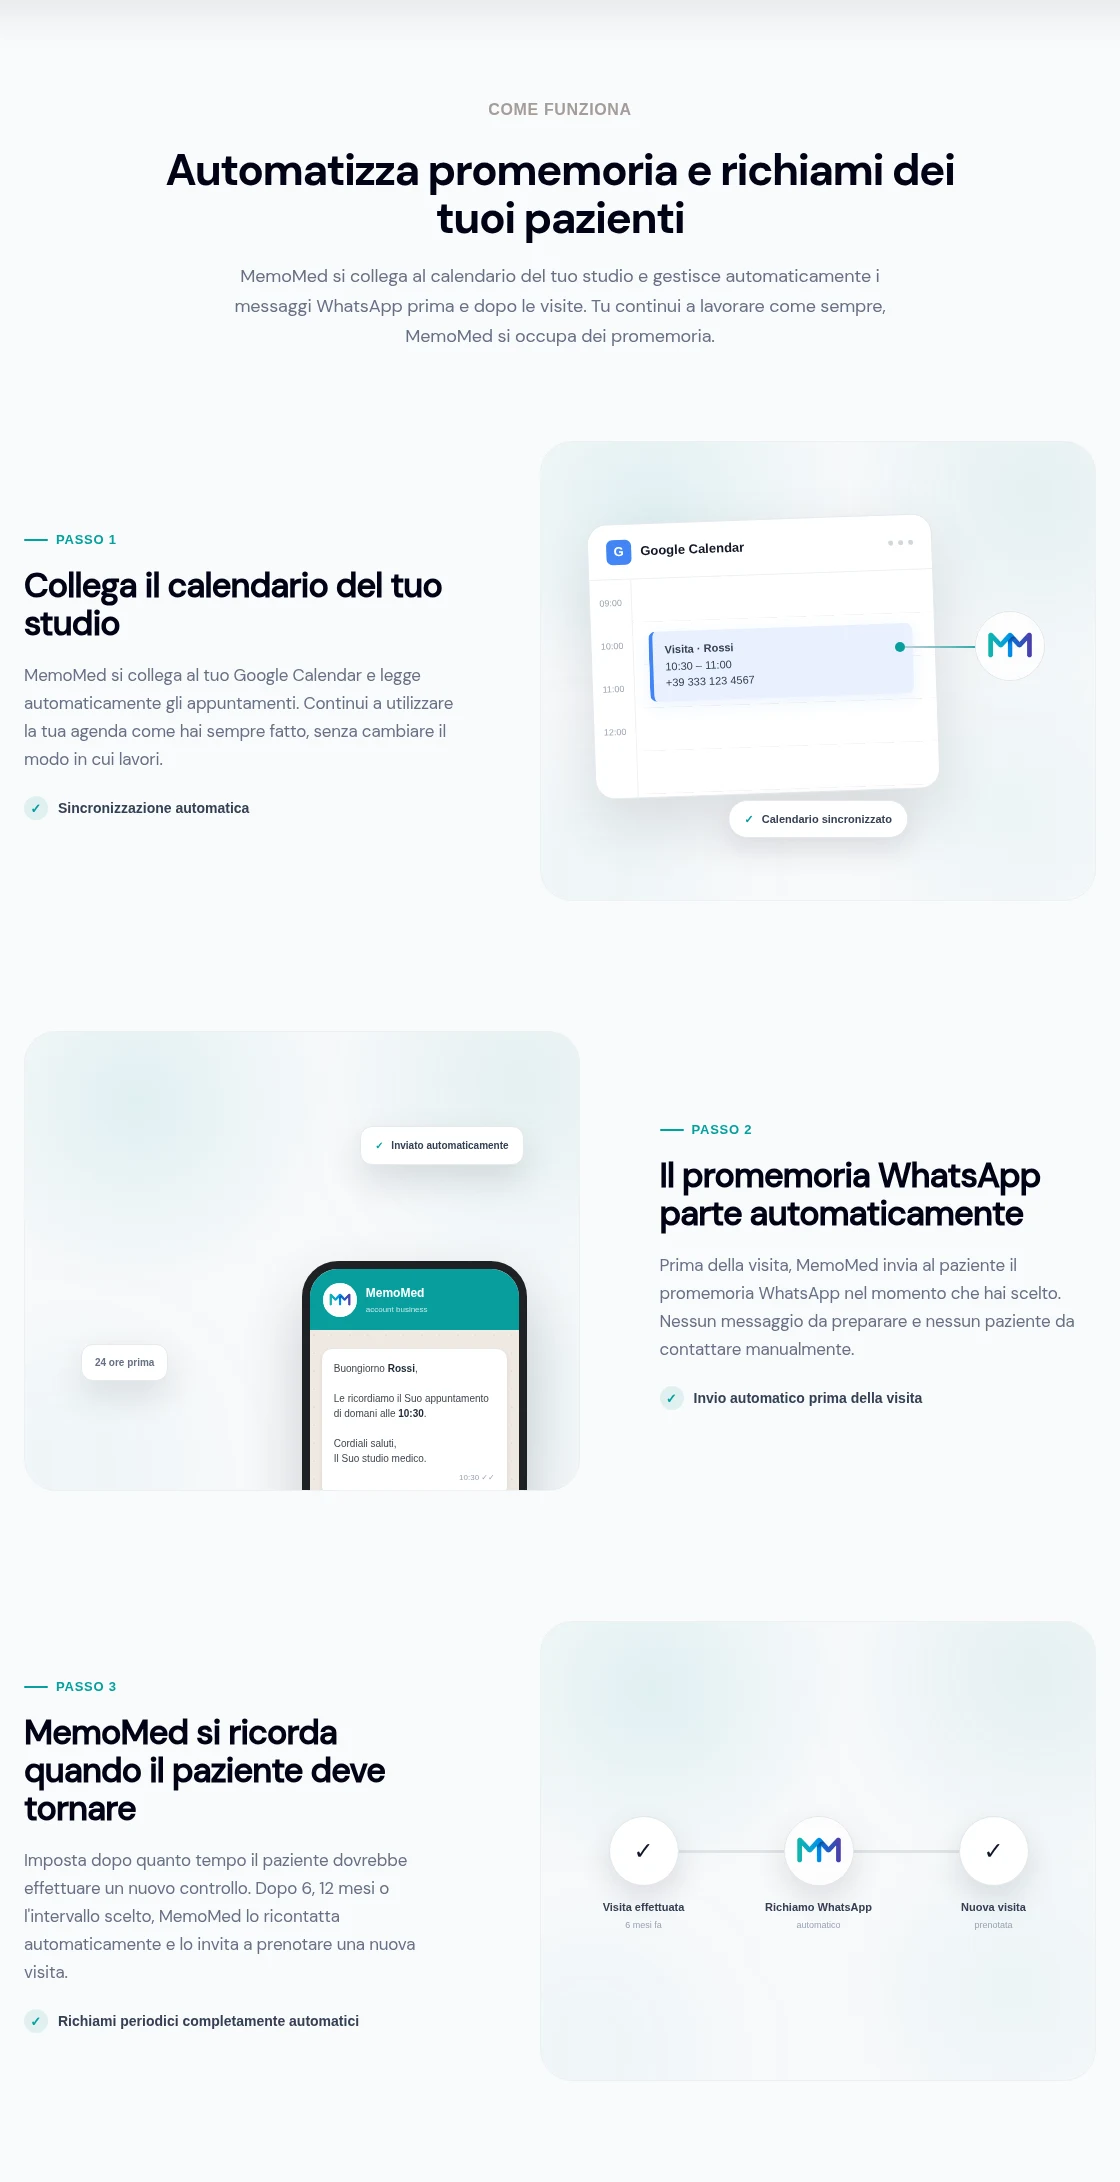 COME FUNZIONA
Automatizza promemoria e richiami dei
tuoi pazienti
MemoMed si collega al calendario del tuo studio e gestisce automaticamente i
messaggi WhatsApp prima e dopo le visite. Tu continui a lavorare come sempre,
MemoMed si occupa dei promemoria.
PASSO 1
Collega il calendario del tuo
studio
MemoMed si collega al tuo Google Calendar e legge
automaticamente gli appuntamenti. Continui a utilizzare
la tua agenda come hai sempre fatto, senza cambiare il
modo in cui lavori.
✓ Sincronizzazione automatica
G Google Calendar
09:00
10:00
11:00
12:00
Visita · Rossi
10:30 – 11:00
+39 333 123 4567
MM
✓ Calendario sincronizzato
✓ Inviato automaticamente
24 ore prima
MM
MemoMed
account business
Buongiorno Rossi,
Le ricordiamo il Suo appuntamento
di domani alle 10:30.
Cordiali saluti,
Il Suo studio medico.
10:30 ✓✓
PASSO 2
Il promemoria WhatsApp
parte automaticamente
Prima della visita, MemoMed invia al paziente il
promemoria WhatsApp nel momento che hai scelto.
Nessun messaggio da preparare e nessun paziente da
contattare manualmente.
✓ Invio automatico prima della visita
PASSO 3
MemoMed si ricorda
quando il paziente deve
tornare
Imposta dopo quanto tempo il paziente dovrebbe
effettuare un nuovo controllo. Dopo 6, 12 mesi o
l'intervallo scelto, MemoMed lo ricontatta
automaticamente e lo invita a prenotare una nuova
visita.
✓ Richiami periodici completamente automatici
✓
Visita effettuata
6 mesi fa
MM
Richiamo WhatsApp
automatico
✓
Nuova visita
prenotata